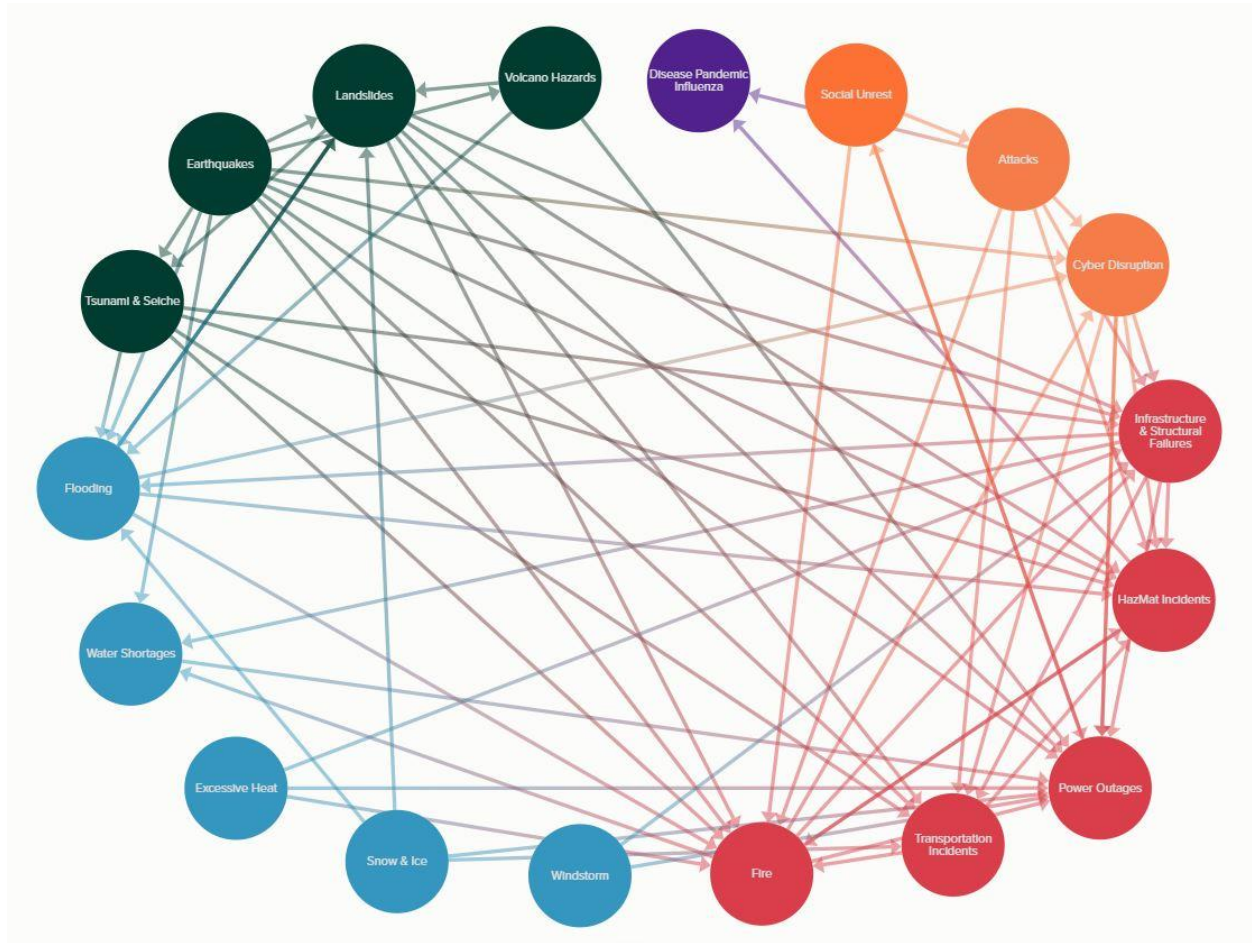 Volcano Hazards
Disease Pandemic
Influenza
Social Unrest
Landslides
Attacks
Earthquakes
Cyber Disruption
Tsunami & Seiche
Infrastructure
& Structural
Failures
Flooding
HazMat Incidents
Water Shortages
Excessive Heat
Power Outages
Transportation
Incidents
Snow & Ice
Windstorm
Fire